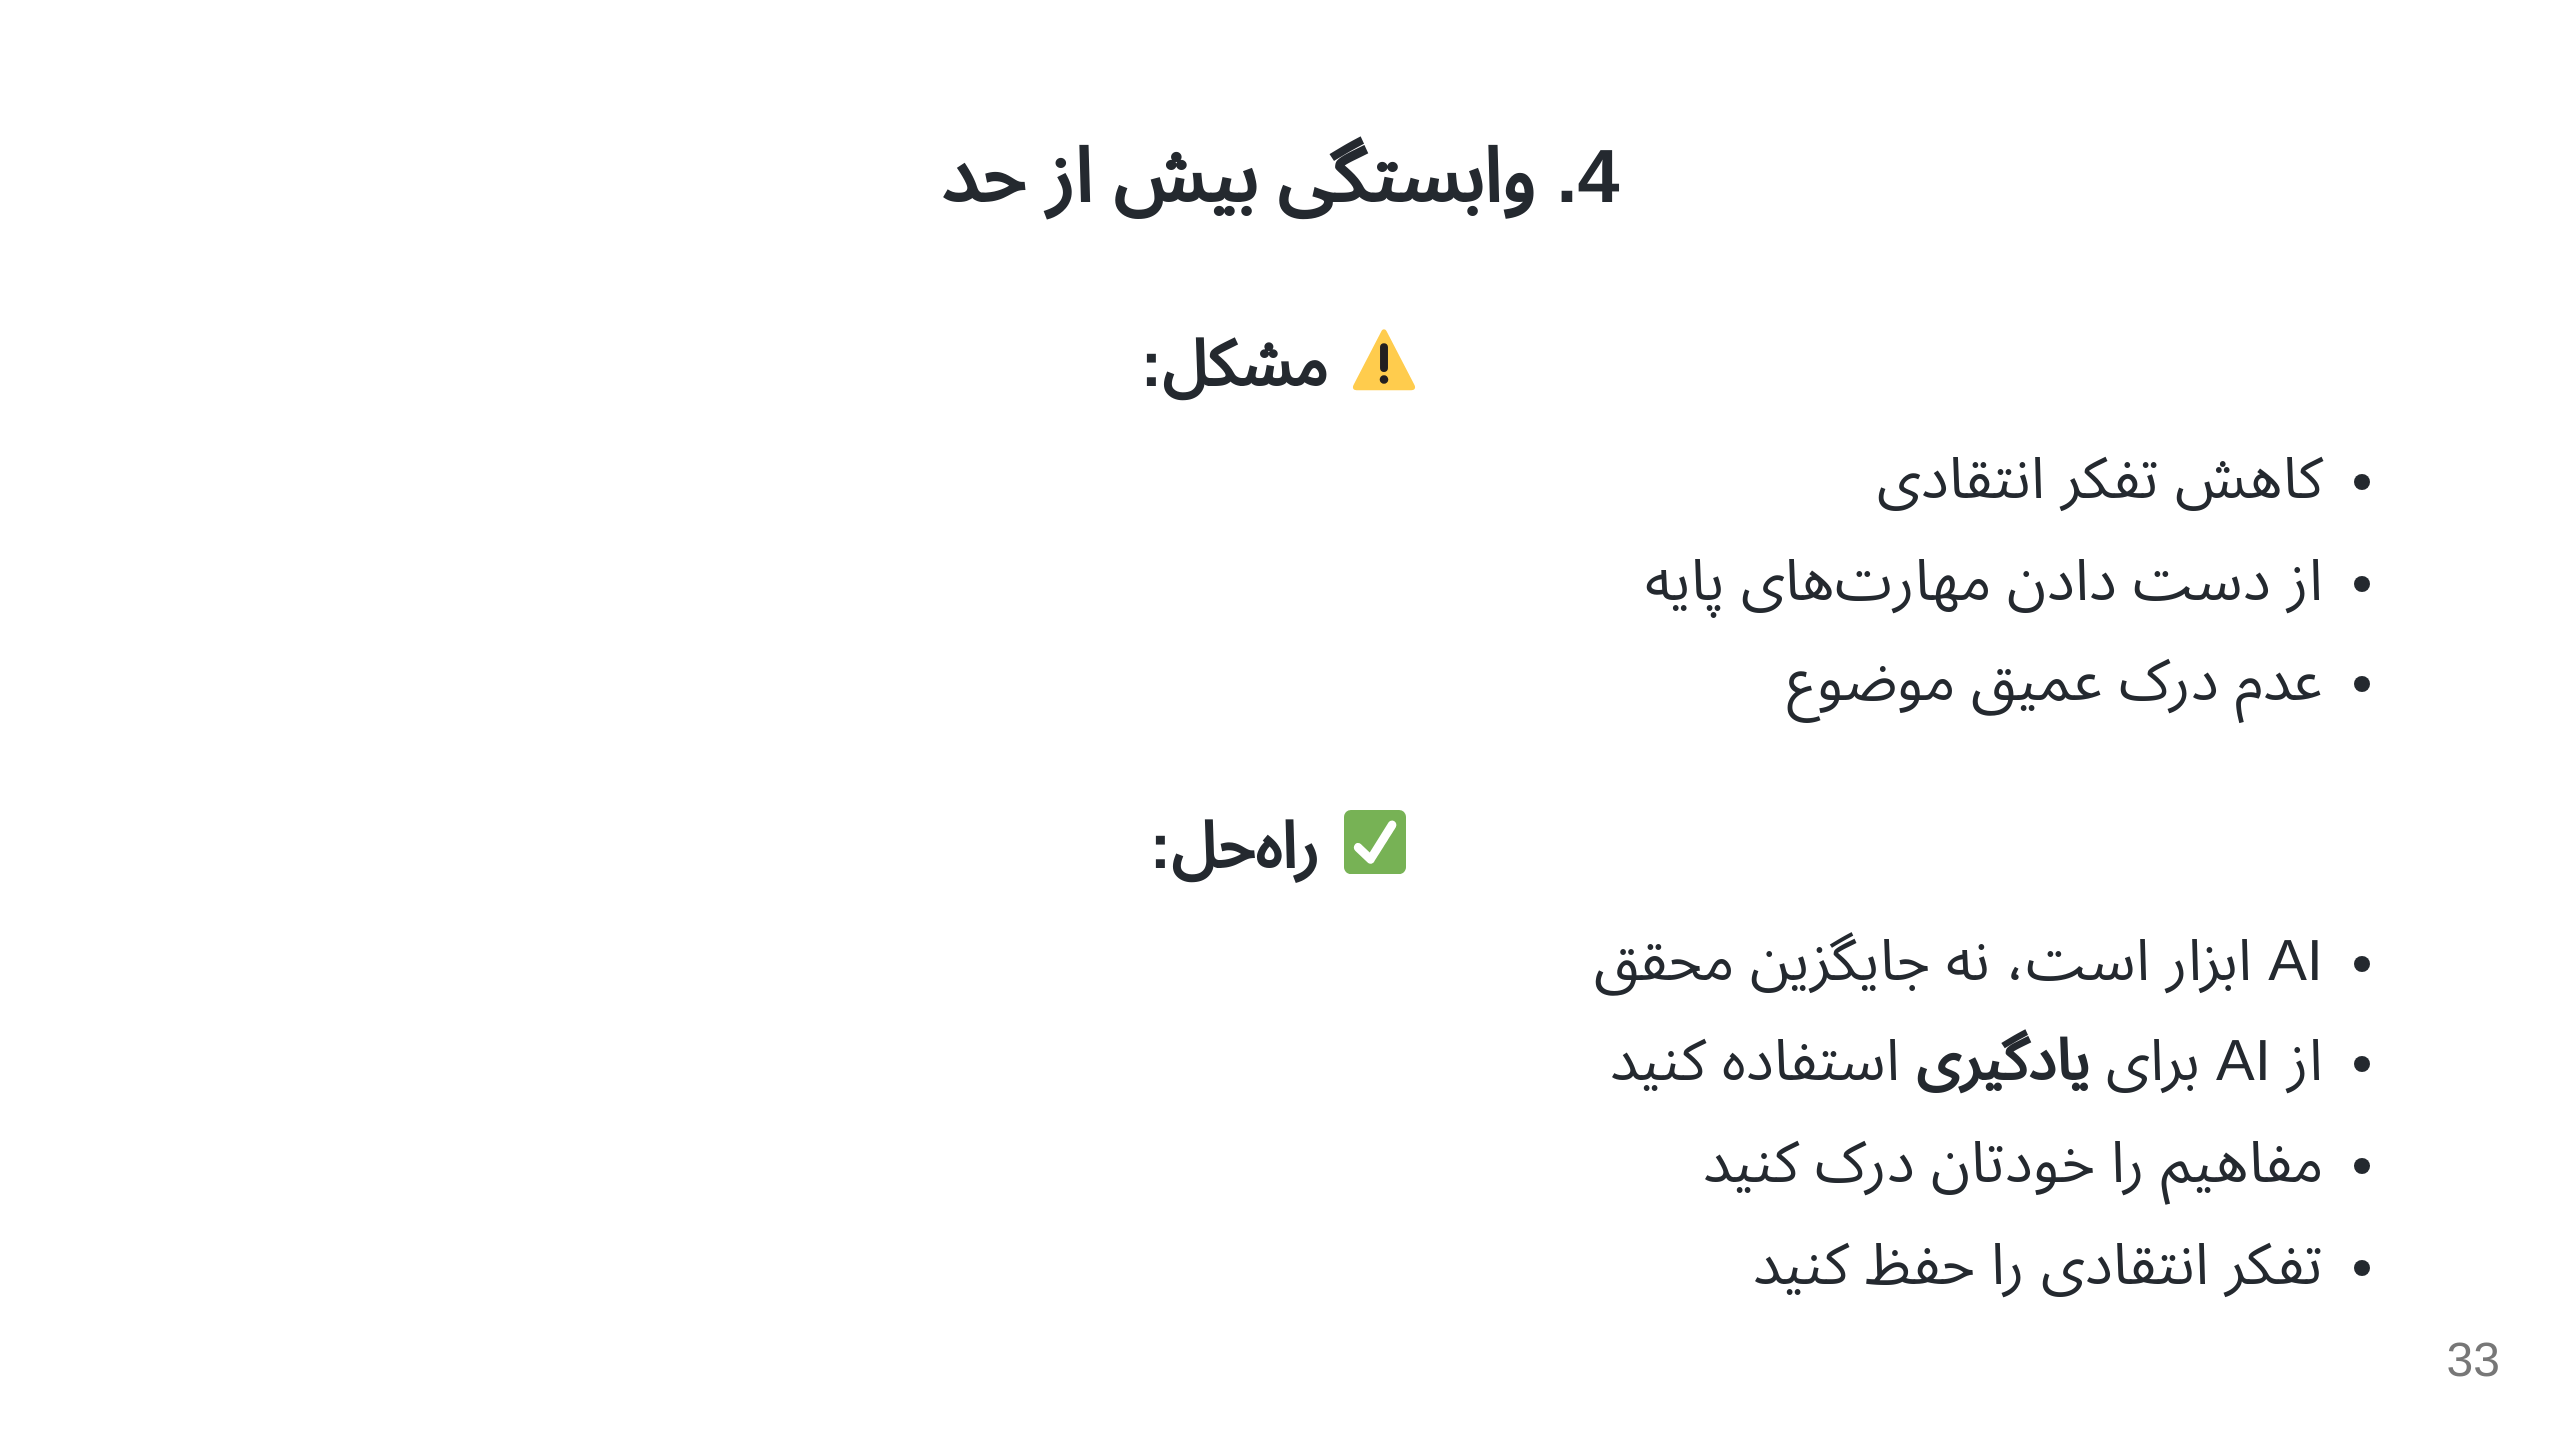 4. وابستگی بیش از حد
⚠️ مشکل:
• کاهش تفکر انتقادی
• از دست دادن مهارت‌های پایه
• عدم درک عمیق موضوع
✅ راه‌حل:
• AI ابزار است، نه جایگزین محقق
• از AI برای یادگیری استفاده کنید
• مفاهیم را خودتان درک کنید
• تفکر انتقادی را حفظ کنید
33